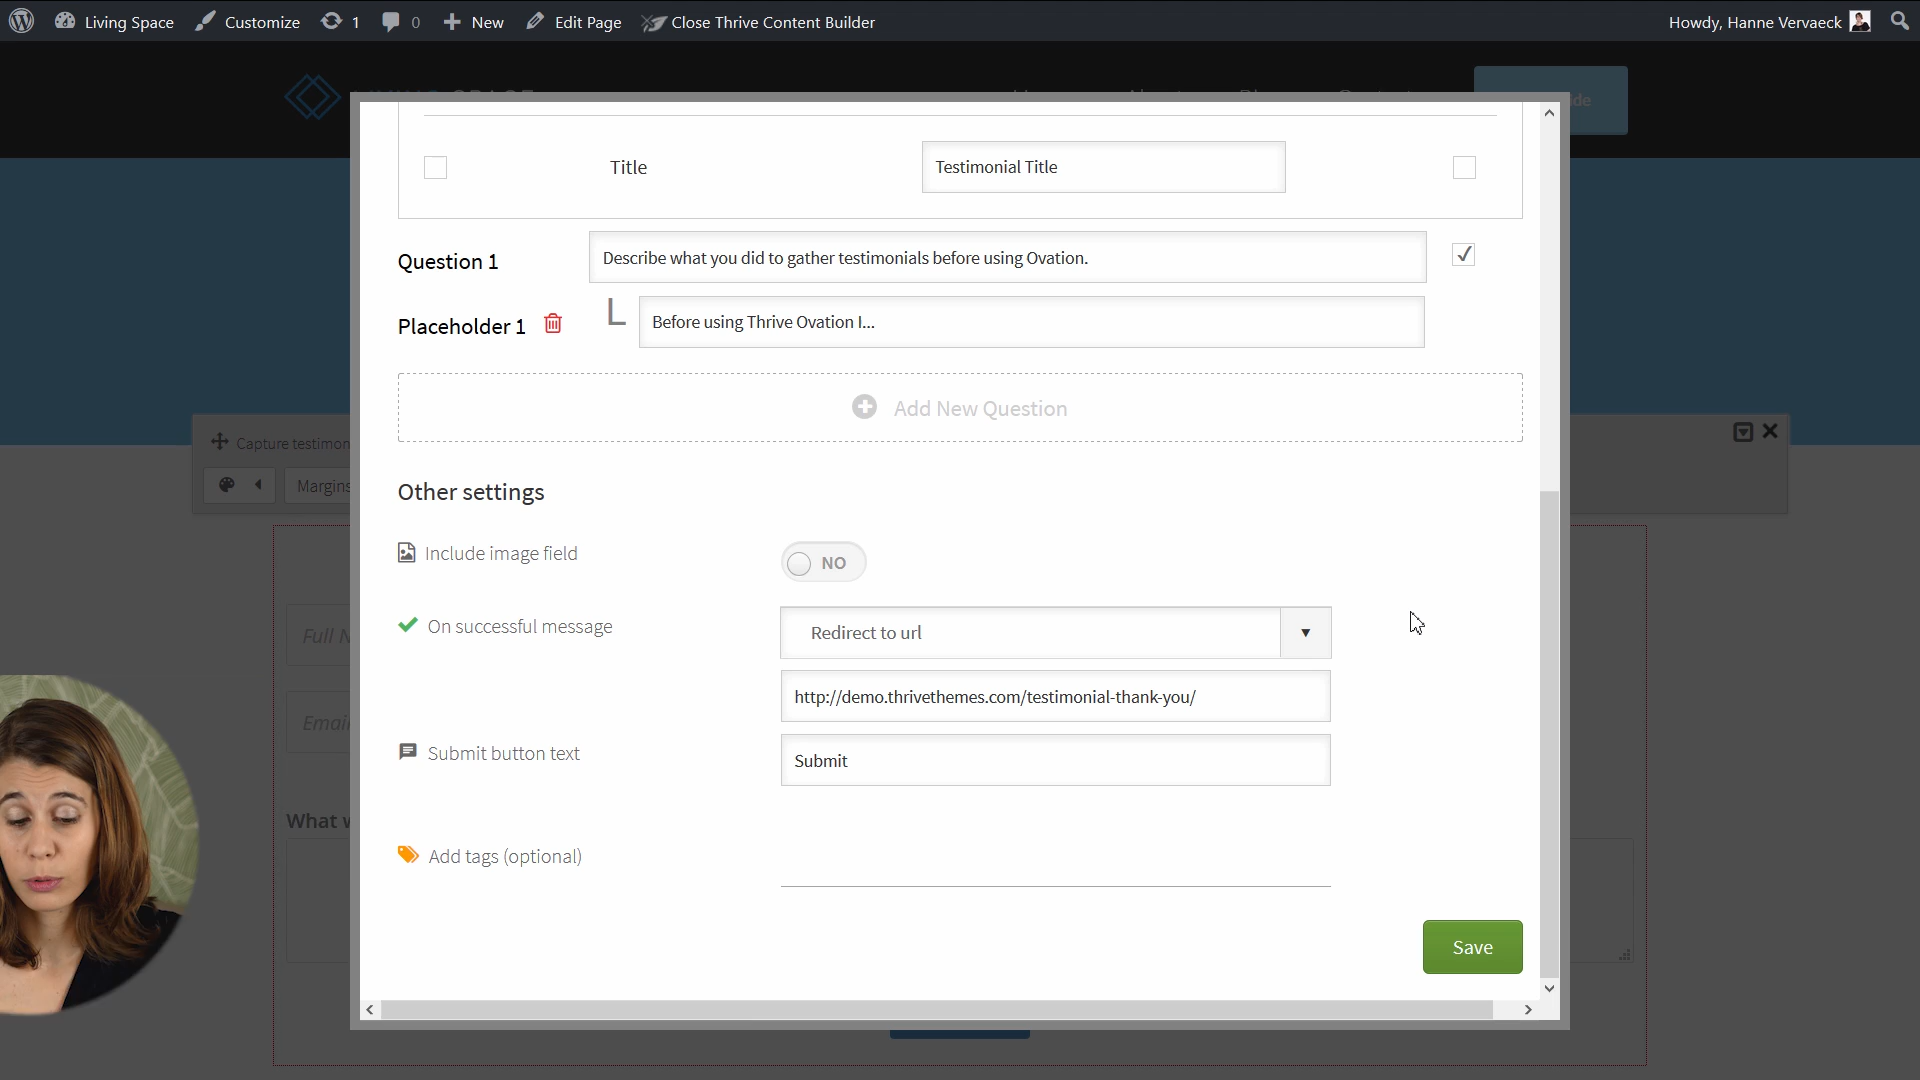 Living Space
Customize
1
0
New
Edit Page
Close Thrive Content Builder
Howdy, Hanne Vervaeck
Title
Testimonial Title
Question 1
Describe what you did to gather testimonials before using Ovation.
Placeholder 1
Before using Thrive Ovation I...
Add New Question
Capture testimon
Margins
Other settings
Include image field
NO
On successful message
Redirect to url
http://demo.thrivethemes.com/testimonial-thank-you/
Full N
Email
Submit button text
Submit
What w
Add tags (optional)
Save